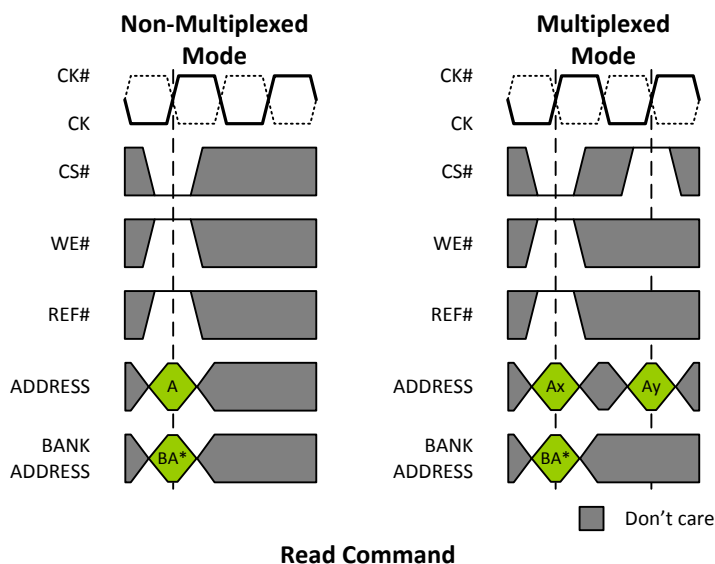 Non-Multiplexed
Mode
CK#
CK
CS#
WE#
REF#
ADDRESS
A
BANK
ADDRESS
BA*
Multiplexed
Mode
CK#
CK
CS#
WE#
REF#
ADDRESS
Ax
Ay
BANK
ADDRESS
BA*
Don't care
Read Command